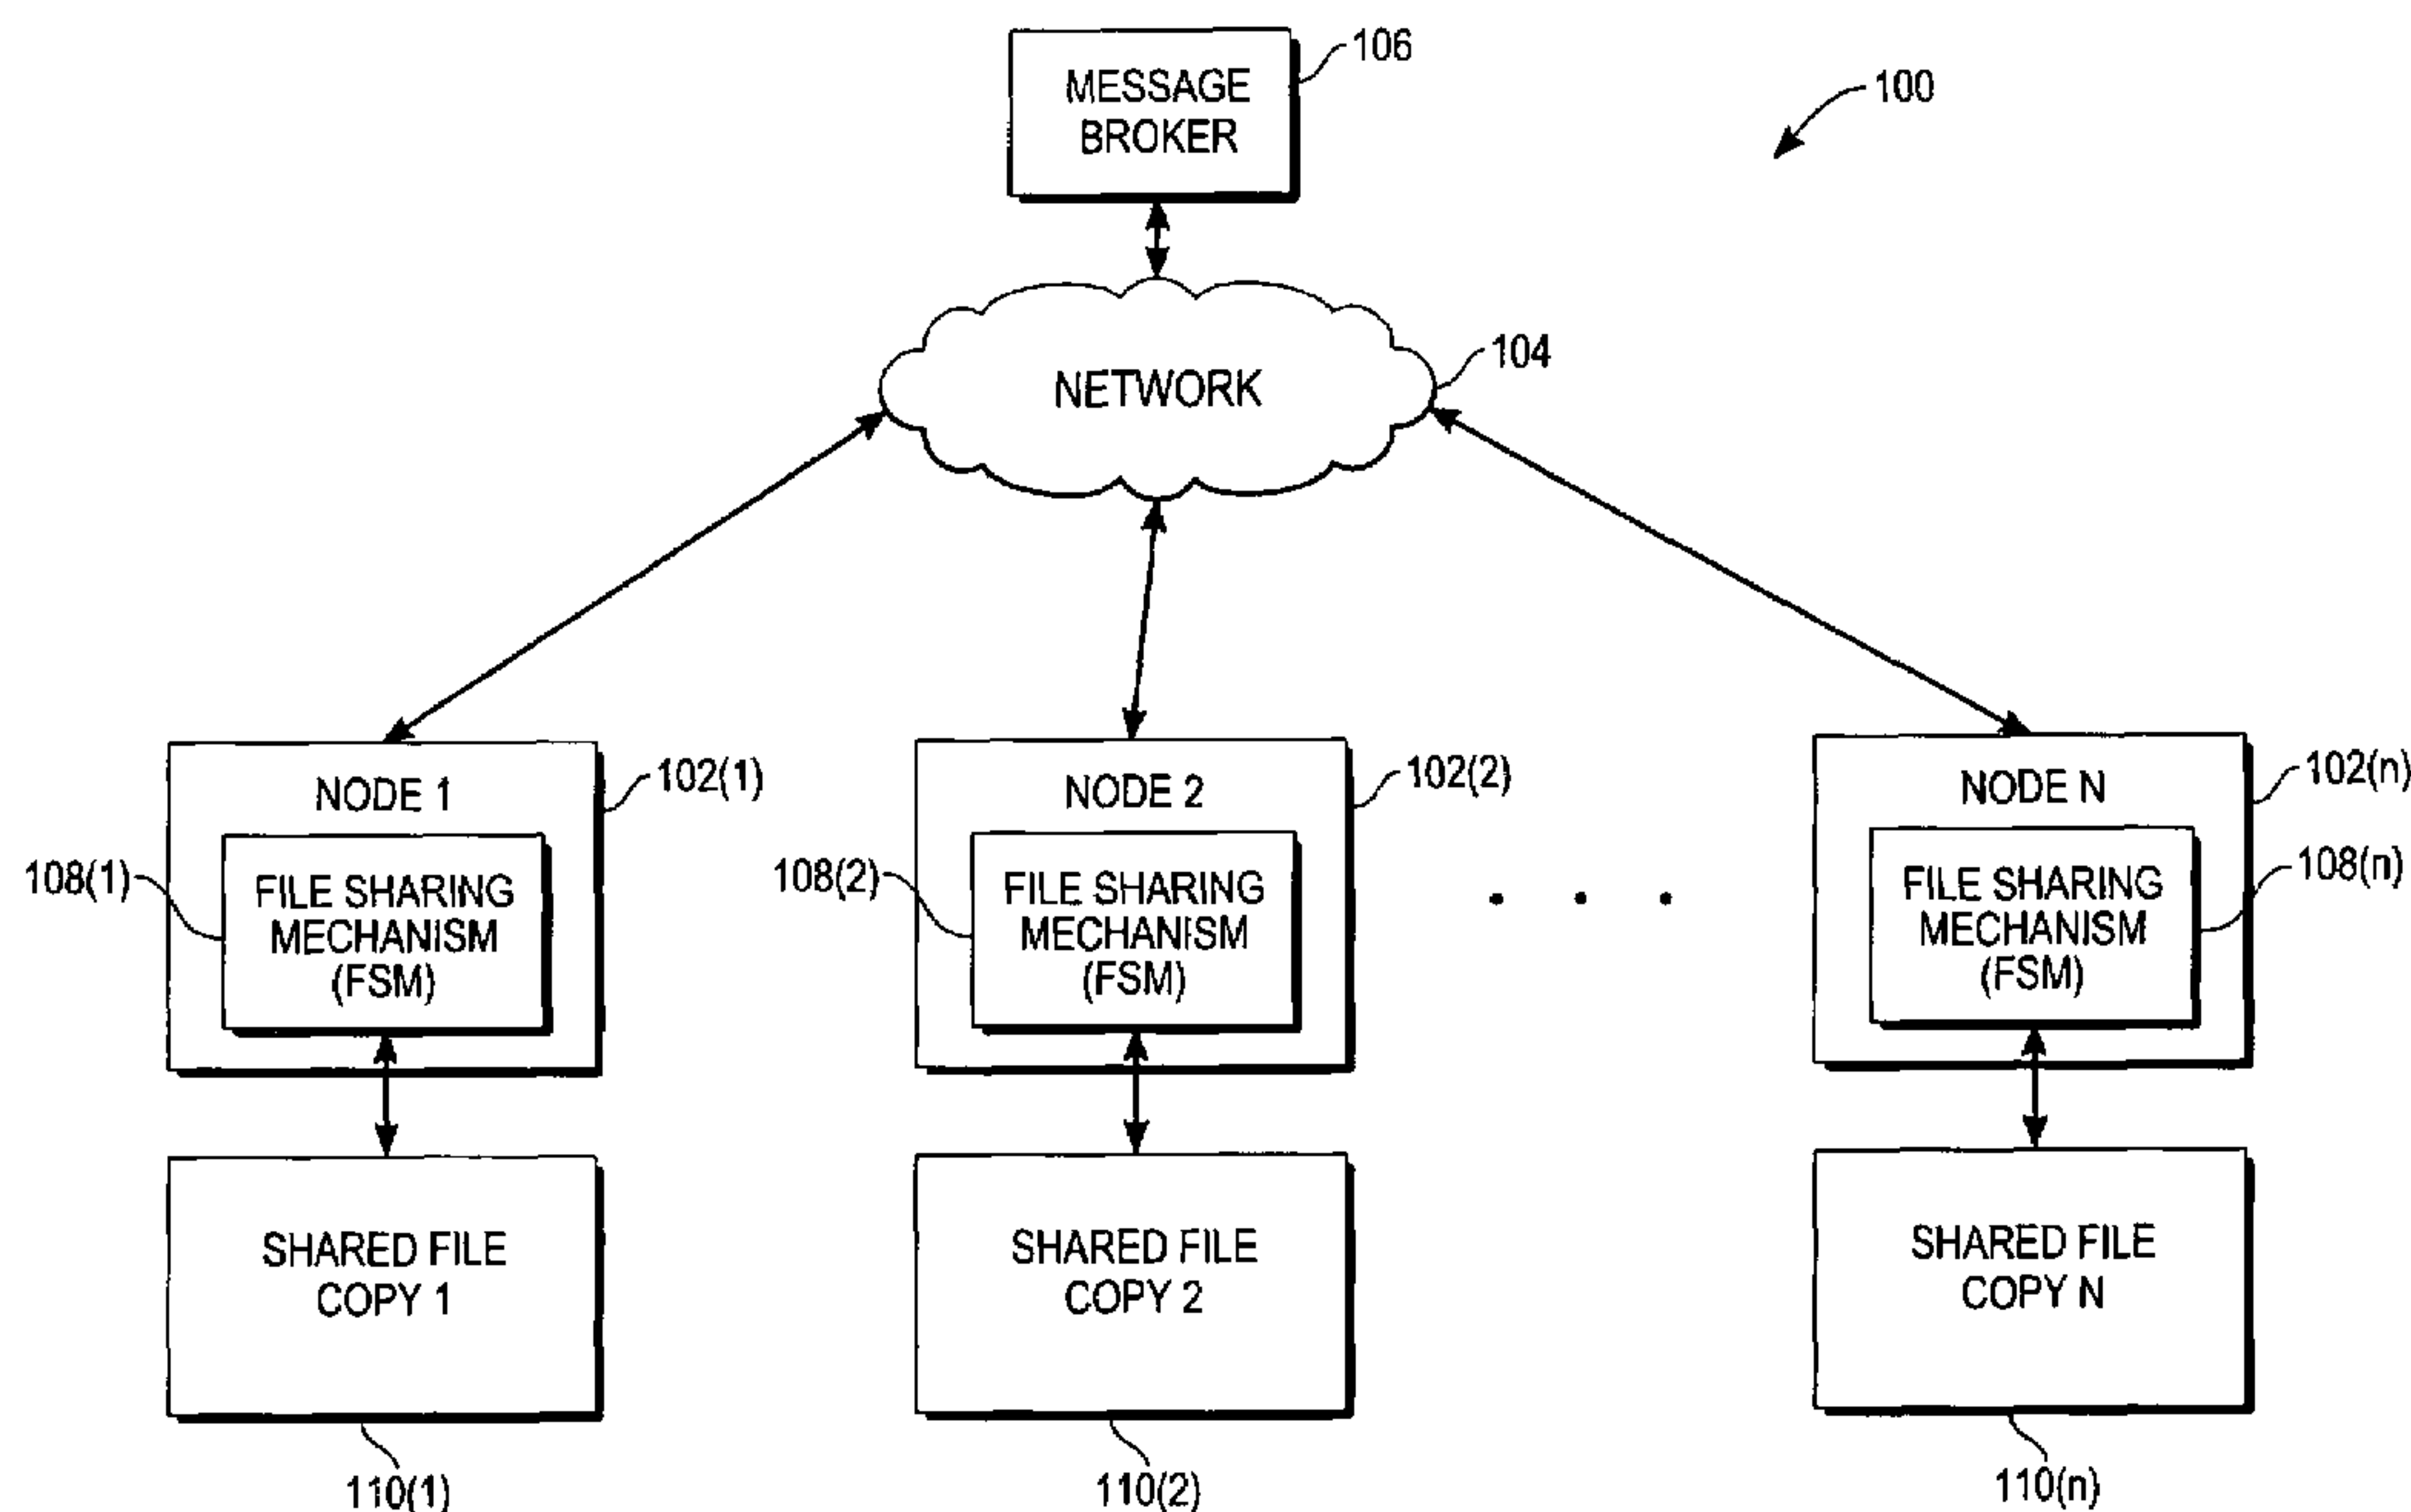 106
MESSAGE
BROKER
100
NETWORK
104
NODE 1
102(1)
108(1)
FILE SHARING
MECHANISM
(FSM)
NODE 2
102(2)
108(2)
FILE SHARING
MECHANISM
(FSM)
. . .
NODE N
102(n)
108(n)
FILE SHARING
MECHANISM
(FSM)
SHARED FILE
COPY 1
110(1)
SHARED FILE
COPY 2
110(2)
SHARED FILE
COPY N
110(n)